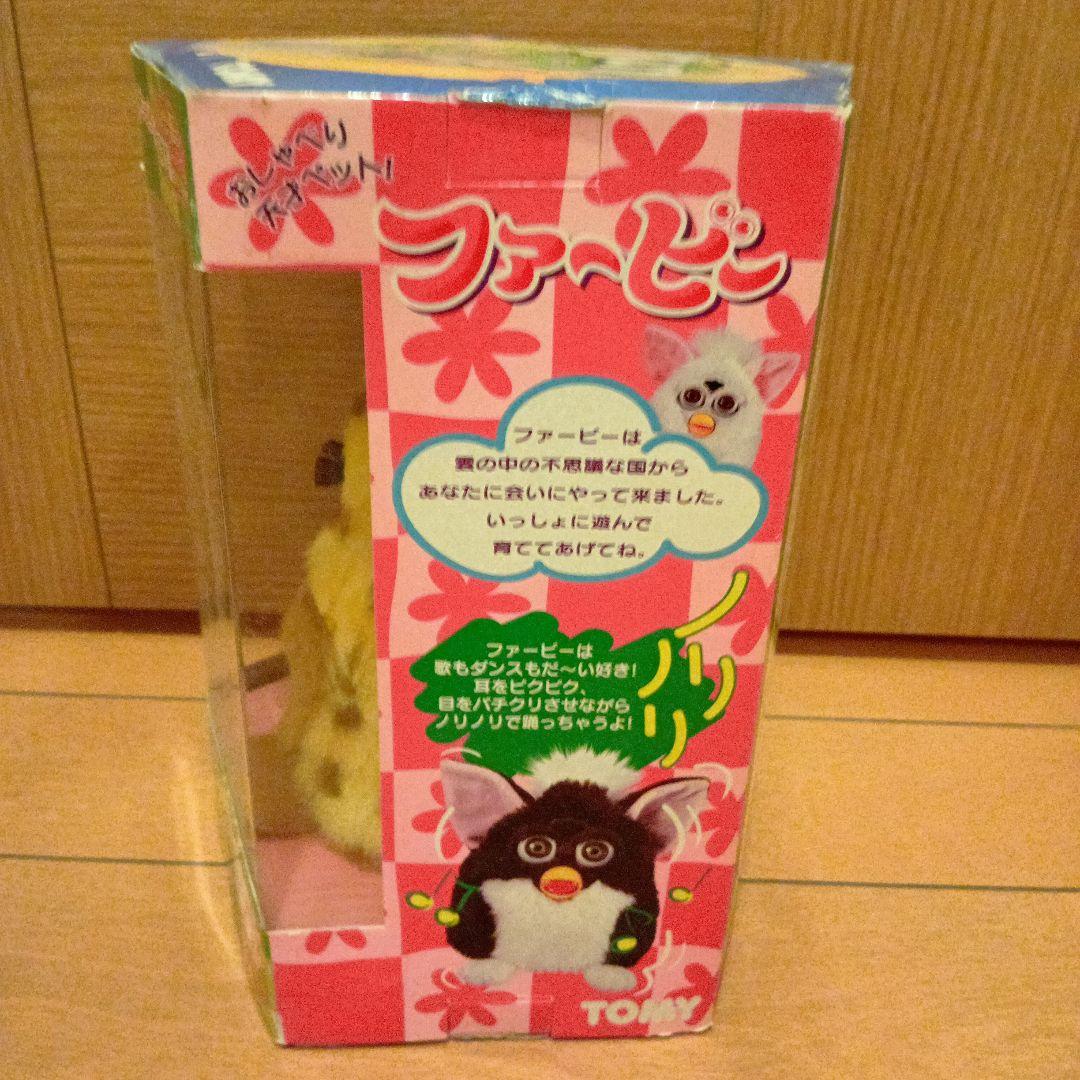 おしゃべり
天才ペット
ファービー
ファービーは
雲の中の不思議な国から
あなたに会いにやって来ました。
いっしょに遊んで
育ててあげてね。
ファービーは
歌もダンスもだ〜い好き!
耳をピクピク、
目をパチクリさせながら
ノリノリで踊っちゃうよ!
ノリノリ
TOMY